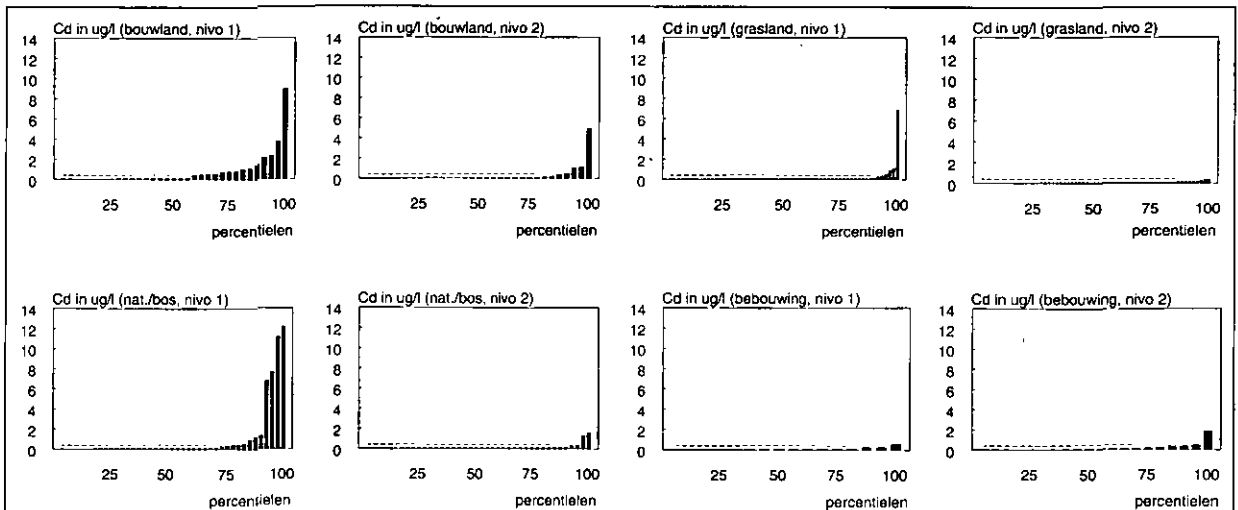 Cd in ug/l (bouwland, nivo 1)
14
12
10
8
6
4
2
0
25 50 75 100
percentielen
Cd in ug/l (bouwland, nivo 2)
14
12
10
8
6
4
2
0
25 50 75 100
percentielen
Cd in ug/l (grasland, nivo 1)
14
12
10
8
6
4
2
0
25 50 75 100
percentielen
Cd in ug/l (grasland, nivo 2)
14
12
10
8
6
4
2
0
25 50 75 100
percentielen
Cd in ug/l (nat./bos, nivo 1)
14
12
10
8
6
4
2
0
25 50 75 100
percentielen
Cd in ug/l (nat./bos, nivo 2)
14
12
10
8
6
4
2
0
25 50 75 100
percentielen
Cd in ug/l (bebouwing, nivo 1)
14
12
10
8
6
4
2
0
25 50 75 100
percentielen
Cd in ug/l (bebouwing, nivo 2)
14
12
10
8
6
4
2
0
25 50 75 100
percentielen